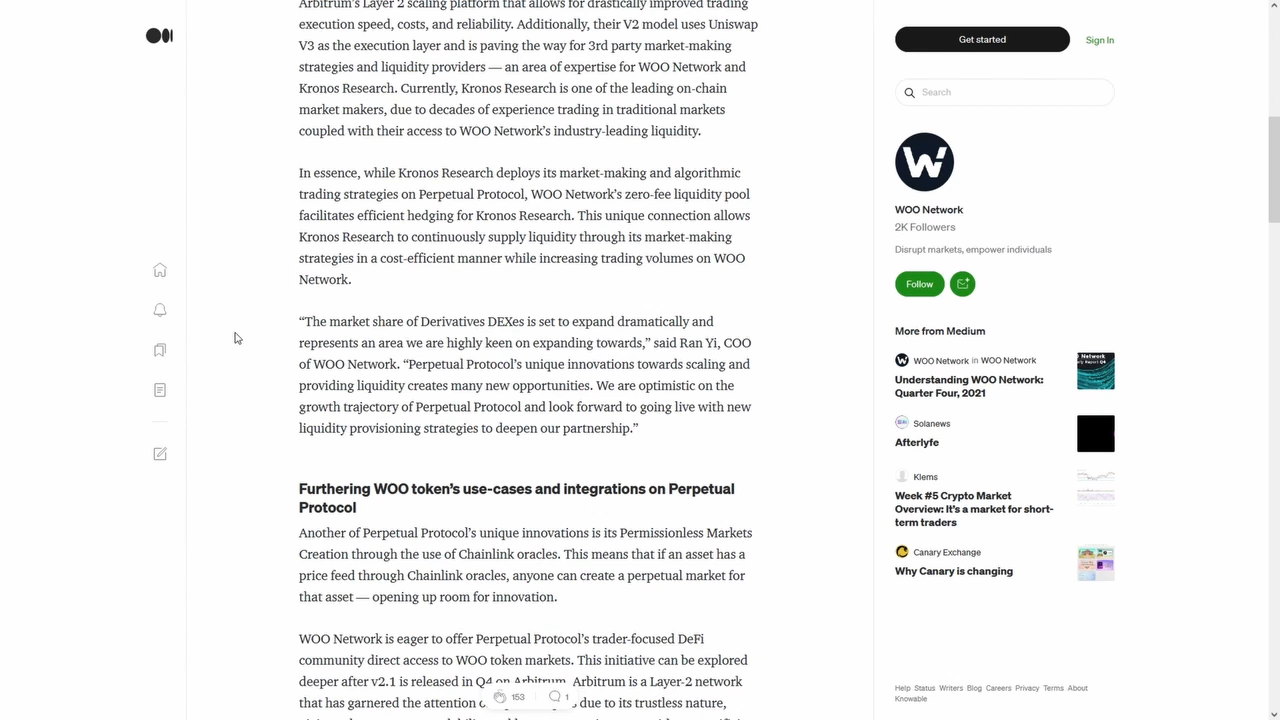 Arbitrum's Layer 2 scaling platform that allows for drastically improved trading
execution speed, costs, and reliability. Additionally, their V2 model uses Uniswap
V3 as the execution layer and is paving the way for 3rd party market-making
strategies and liquidity providers — an area of expertise for WOO Network and
Kronos Research. Currently, Kronos Research is one of the leading on-chain
market makers, due to decades of experience trading in traditional markets
coupled with their access to WOO Network's industry-leading liquidity.
In essence, while Kronos Research deploys its market-making and algorithmic
trading strategies on Perpetual Protocol, WOO Network's zero-fee liquidity pool
facilitates efficient hedging for Kronos Research. This unique connection allows
Kronos Research to continuously supply liquidity through its market-making
strategies in a cost-efficient manner while increasing trading volumes on WOO
Network.
“The market share of Derivatives DEXes is set to expand dramatically and
represents an area we are highly keen on expanding towards,” said Ran Yi, COO
of WOO Network. “Perpetual Protocol's unique innovations towards scaling and
providing liquidity creates many new opportunities. We are optimistic on the
growth trajectory of Perpetual Protocol and look forward to going live with new
liquidity provisioning strategies to deepen our partnership.”
Furthering WOO token's use-cases and integrations on Perpetual
Protocol
Another of Perpetual Protocol's unique innovations is its Permissionless Markets
Creation through the use of Chainlink oracles. This means that if an asset has a
price feed through Chainlink oracles, anyone can create a perpetual market for
that asset — opening up room for innovation.
WOO Network is eager to offer Perpetual Protocol's trader-focused DeFi
community direct access to WOO token markets. This initiative can be explored
deeper after v2.1 is released in Q4 on Arbitrum. Arbitrum is a Layer-2 network
that has garnered the attention due to its trustless nature,
153
1
Get started
Sign In
Search
W
WOO Network
2K Followers
Disrupt markets, empower individuals
Follow
More from Medium
WOO Network in WOO Network
Understanding WOO Network:
Quarter Four, 2021
Solanews
Afterlyfe
Klems
Week #5 Crypto Market
Overview: It's a market for short-
term traders
Canary Exchange
Why Canary is changing
Help Status Writers Blog Careers Privacy Terms About
Knowable